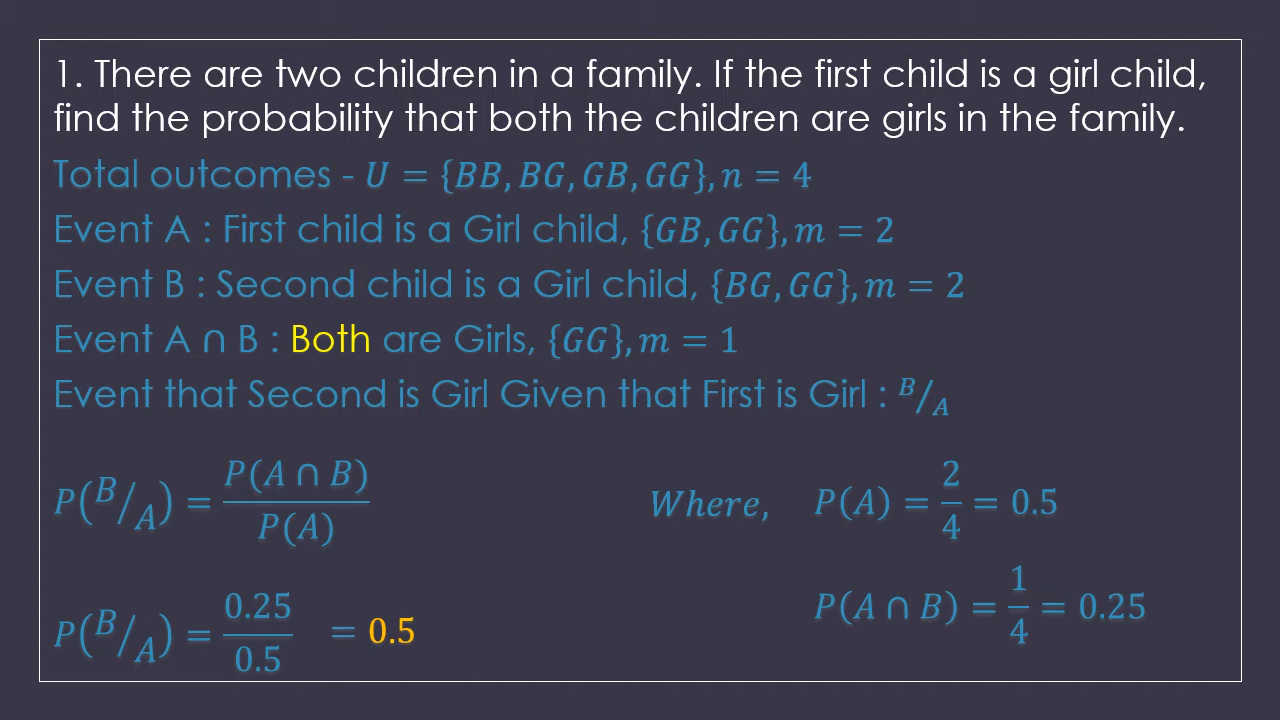 1. There are two children in a family. If the first child is a girl child,
find the probability that both the children are girls in the family.
Total outcomes - U = {BB, BG, GB, GG}, n = 4
Event A : First child is a Girl child, {GB, GG}, m = 2
Event B : Second child is a Girl child, {BG, GG}, m = 2
Event A ∩ B : Both are Girls, {GG}, m = 1
Event that Second is Girl Given that First is Girl : B/A
P(B/A) = P(A ∩ B)/P(A)
Where, P(A) = 2/4 = 0.5
P(B/A) = 0.25/0.5 = 0.5
P(A ∩ B) = 1/4 = 0.25